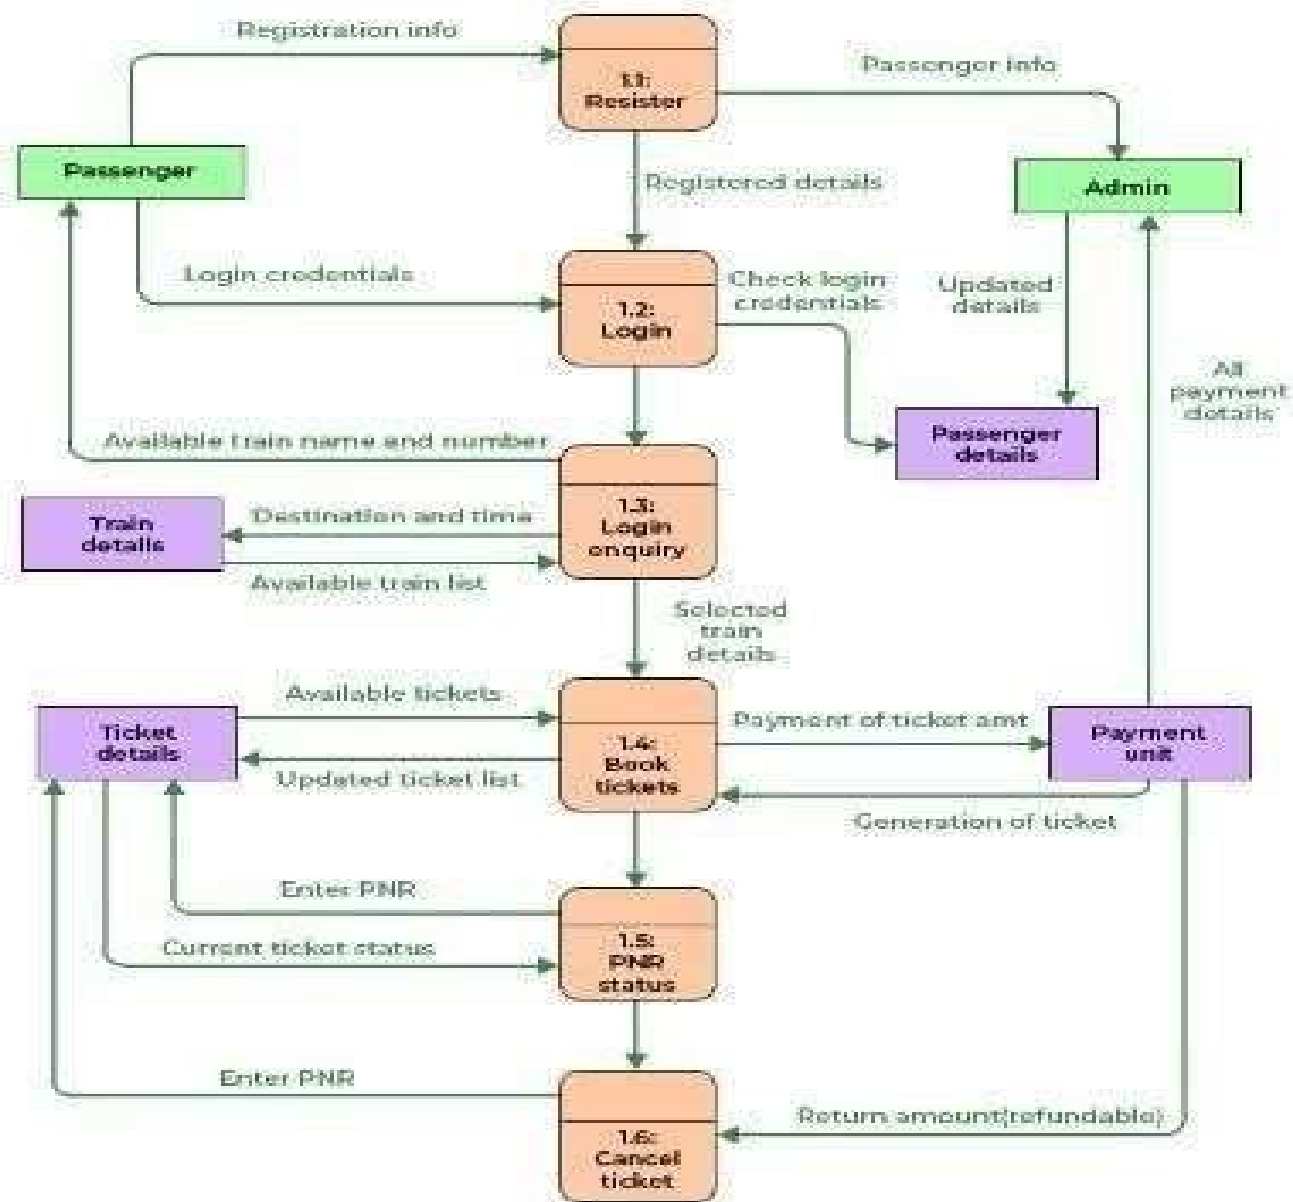 Registration info
Passenger info
1.1:
Resister
Passenger
Admin
Registered details
Login credentials
Check login
credentials
Updated
details
1.2:
Login
All
payment
details
Available train name and number
Passenger
details
Train
details
Destination and time
1.3:
Login
enquiry
Available train list
Selected
train
details
Available tickets
Payment of ticket amt
Ticket
details
1.4:
Book
tickets
Payment
unit
Updated ticket list
Generation of ticket
Enter PNR
Current ticket status
1.5:
PNR
status
Enter PNR
Return amount(refundable)
1.6:
Cancel
ticket